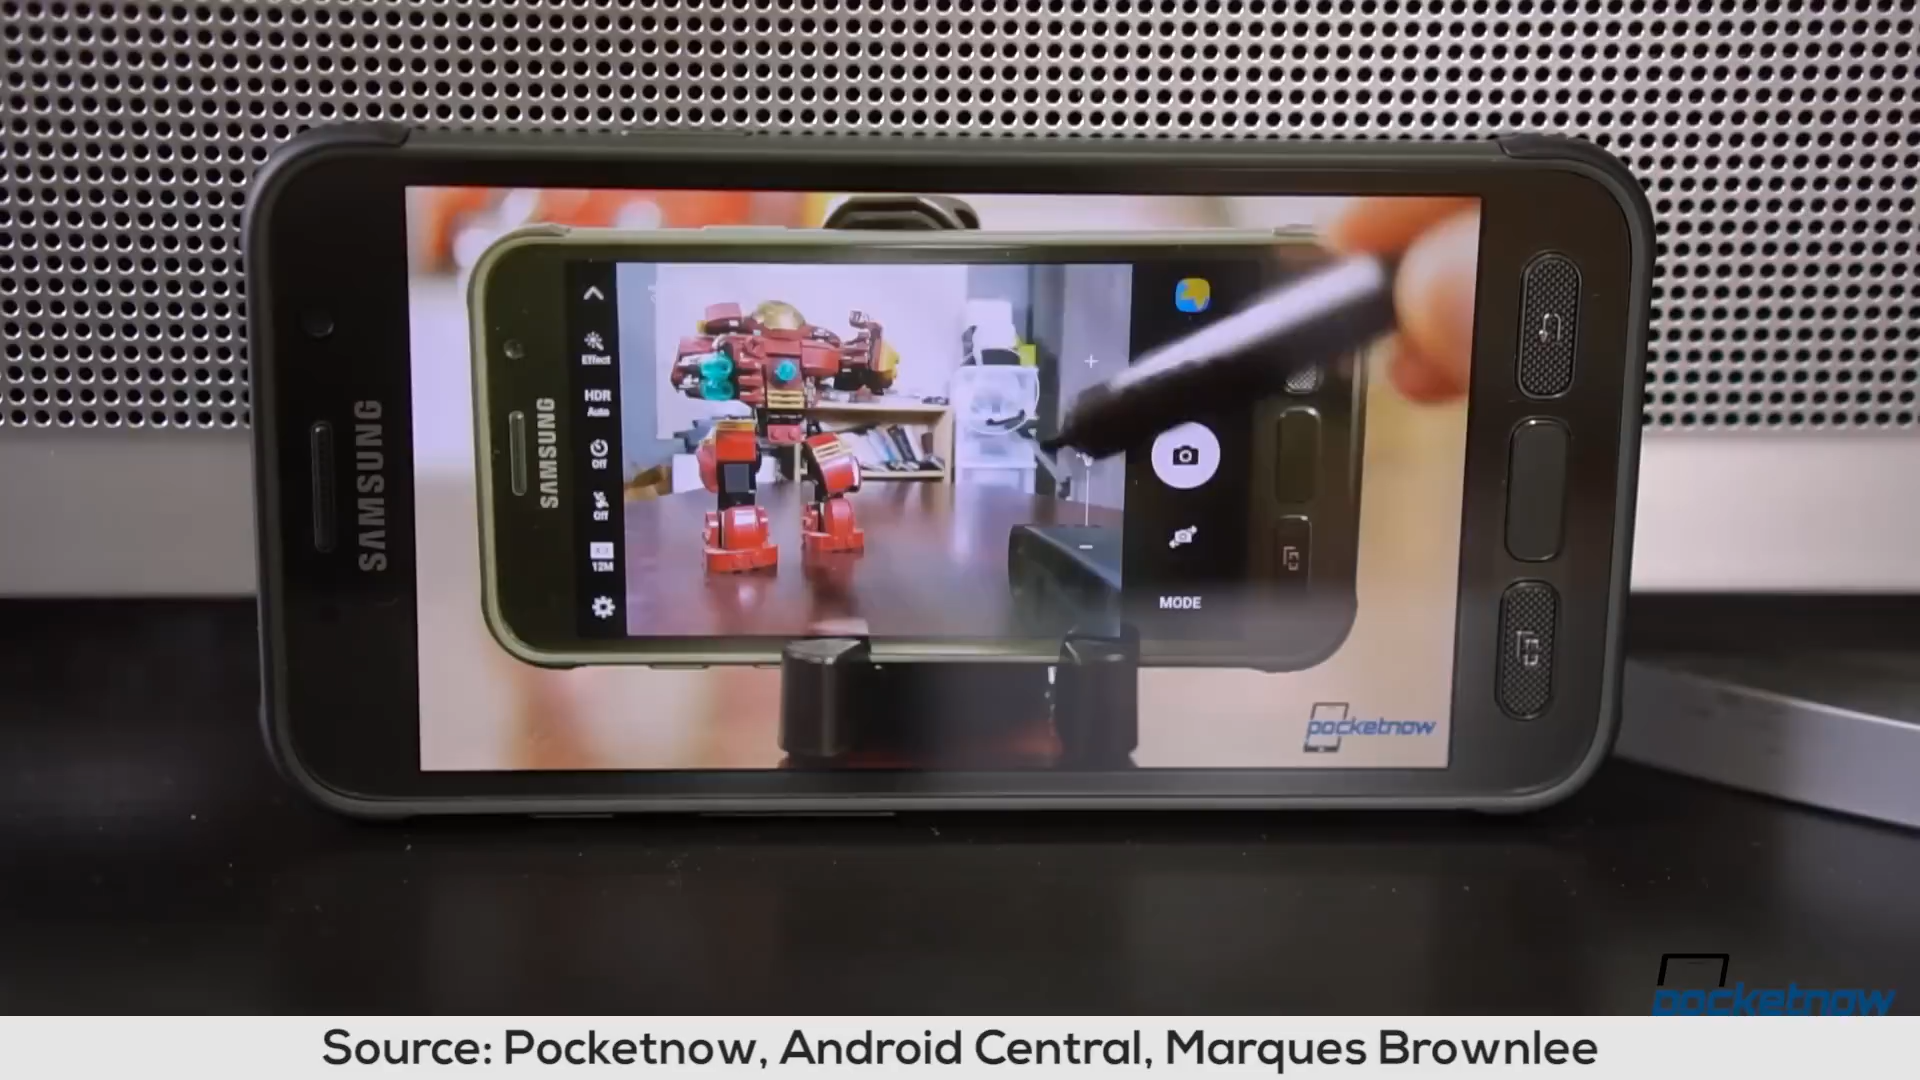 SAMSUNG
SAMSUNG
Effect
HDR
Auto
Off
Off
12M
MODE
pocketnow
pocketnow
Source: Pocketnow, Android Central, Marques Brownlee